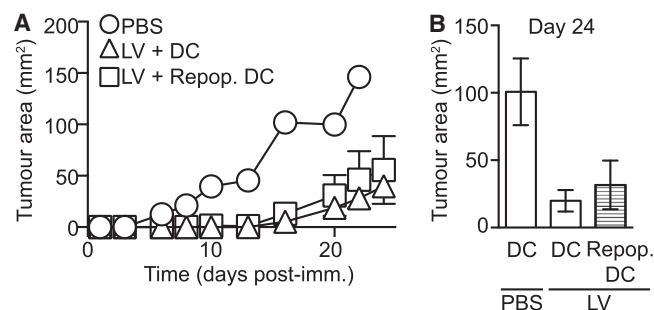 A
200
150
100
50
0
Tumour area (mm²)
PBS
LV + DC
LV + Repop. DC
0 10 20
Time (days post-imm.)
B
Day 24
150
100
50
0
Tumour area (mm²)
DC DC Repop.
DC
PBS LV